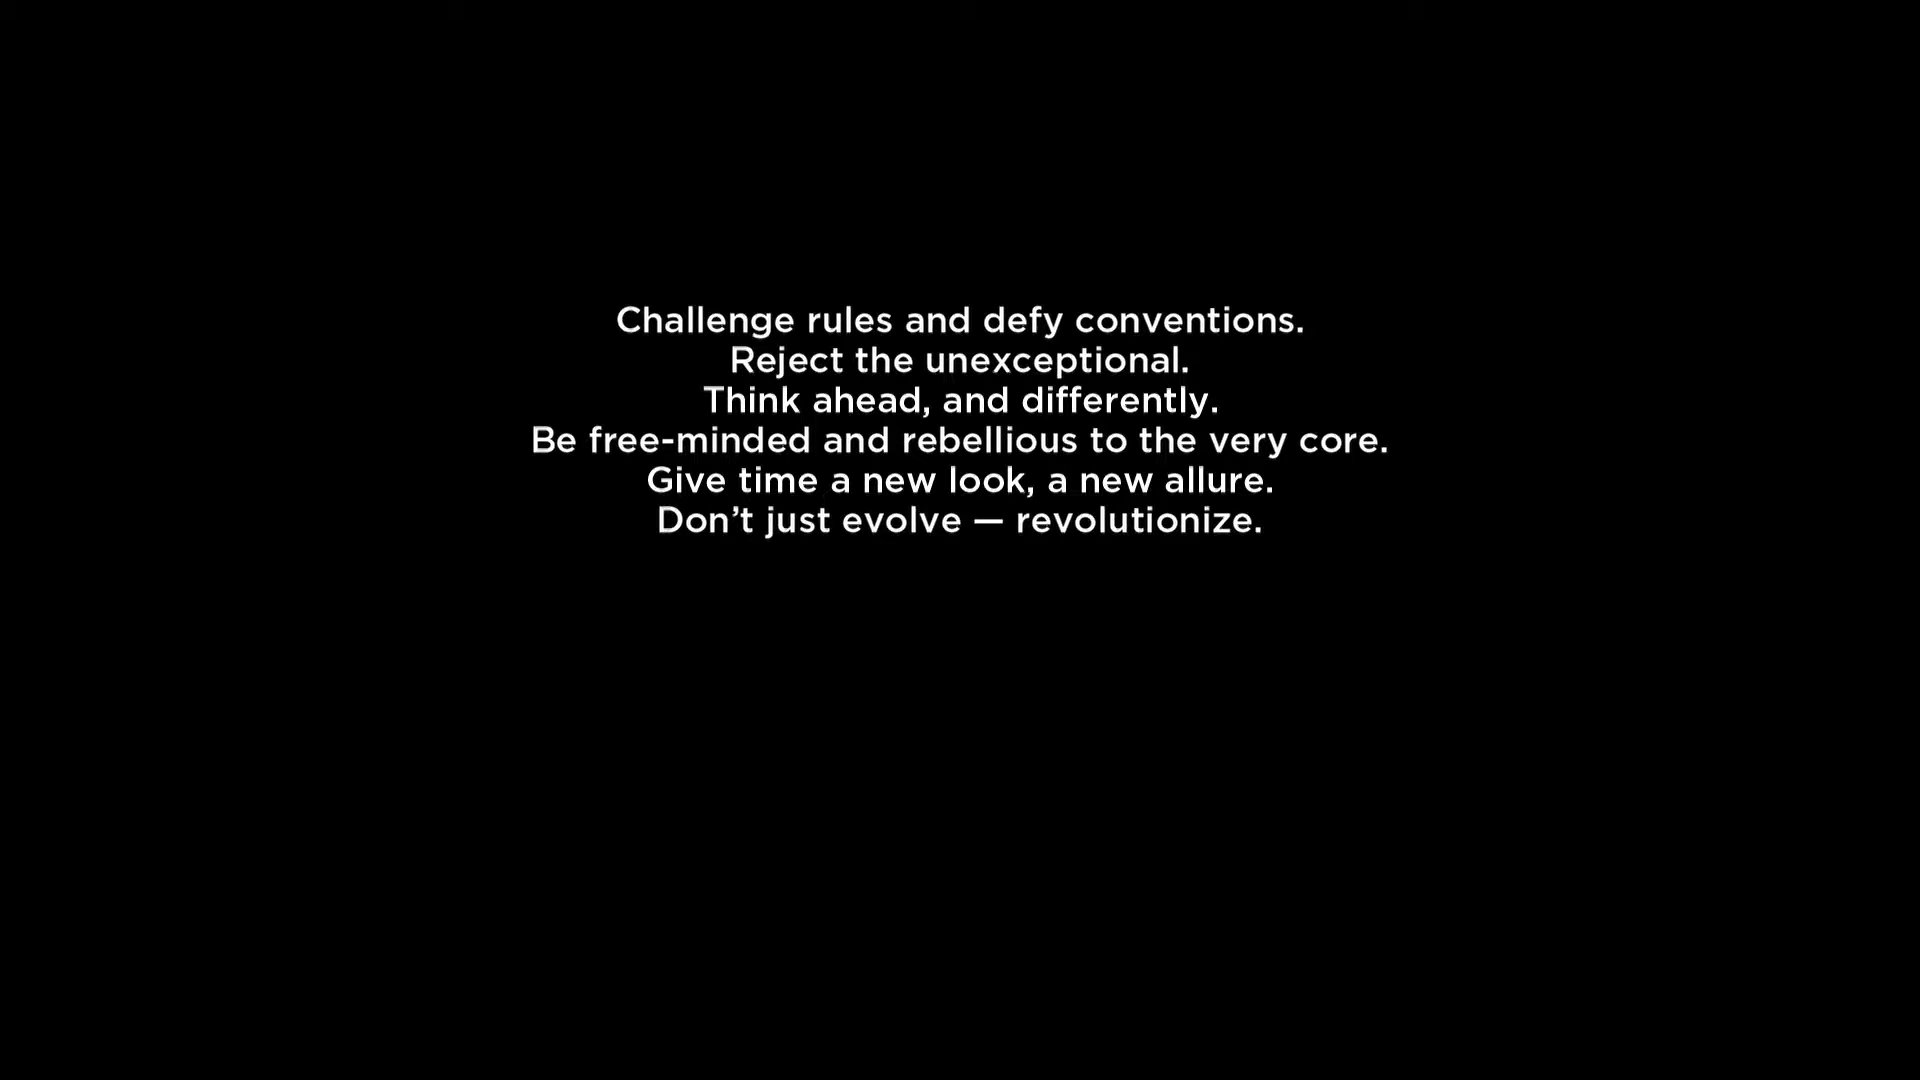 Challenge rules and defy conventions.
Reject the unexceptional.
Think ahead, and differently.
Be free-minded and rebellious to the very core.
Give time a new look, a new allure.
Don’t just evolve — revolutionize.